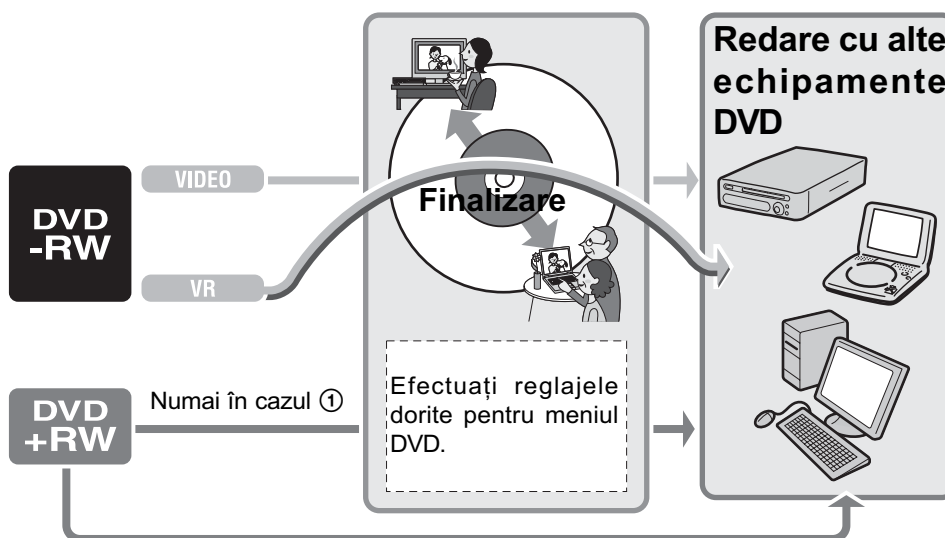 Redare cu alte
echipamente
DVD
VIDEO
Finalizare
DVD
-RW
VR
Numai în cazul ①
DVD
+RW
Efectuați reglajele
dorite pentru meniul
DVD.